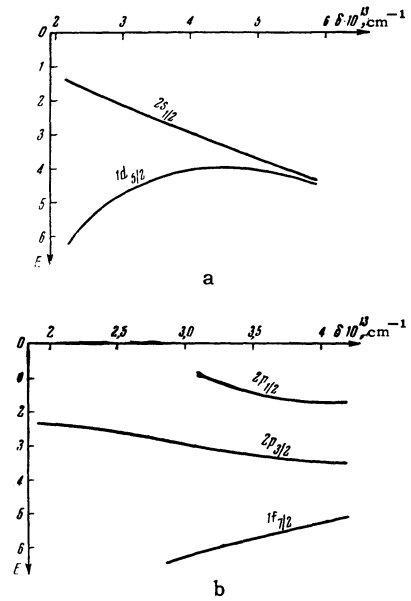 0 2 3 4 5 6 δ·10¹³,cm⁻¹
1
2
3
4
5
6
E
2s₁/₂
1d₅/₂
a
2 2,5 3,0 3,5 4 δ·10¹³,cm⁻¹
0
0
2
3
4
5
6
E
2p₁/₂
2p₃/₂
1f₇/₂
b